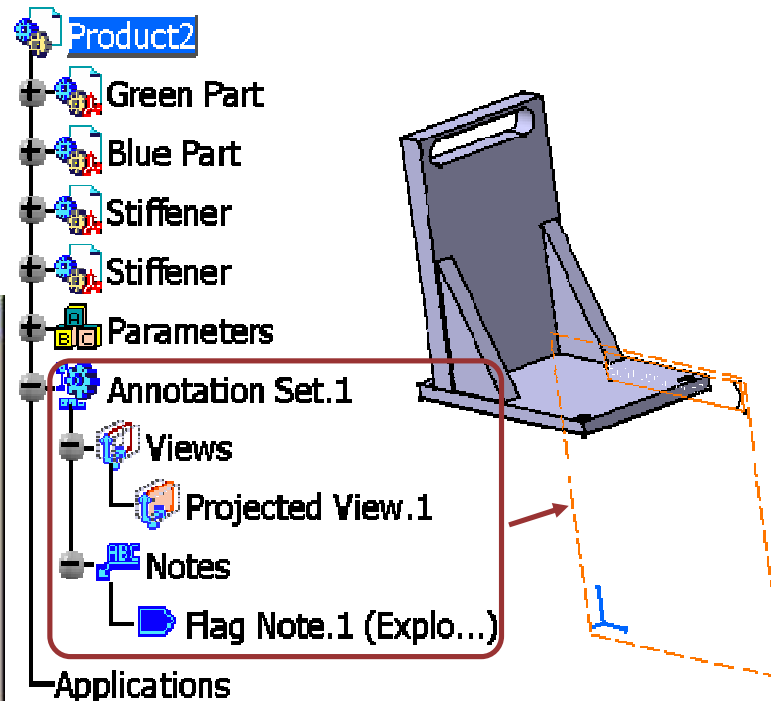 Product2
Green Part
Blue Part
Stiffener
Stiffener
Parameters
Annotation Set.1
Views
Projected View.1
Notes
Flag Note.1 (Explo...)
Applications